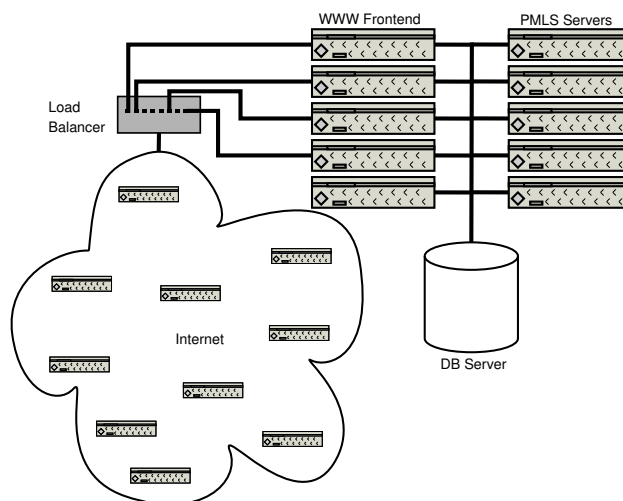 WWW Frontend
PMLS Servers
Load
Balancer
Internet
DB Server